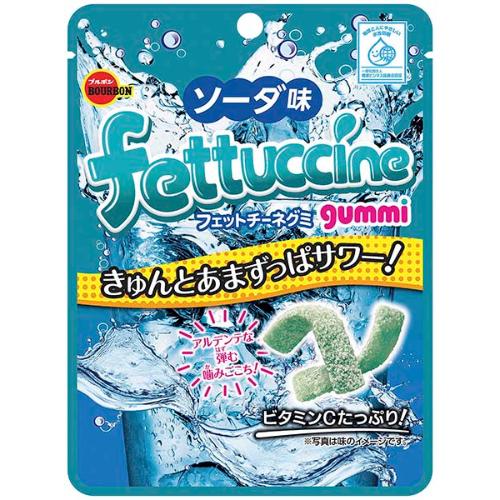 ブルボン
BOURBON
ソーダ味
fettuccine
フェットチーネグミ gummi
きゅんとあまずっぱサワー!
アルデンテな
弾む
はず
噛みごこち!
か
ビタミンCたっぷり!
※写真は味のイメージです。